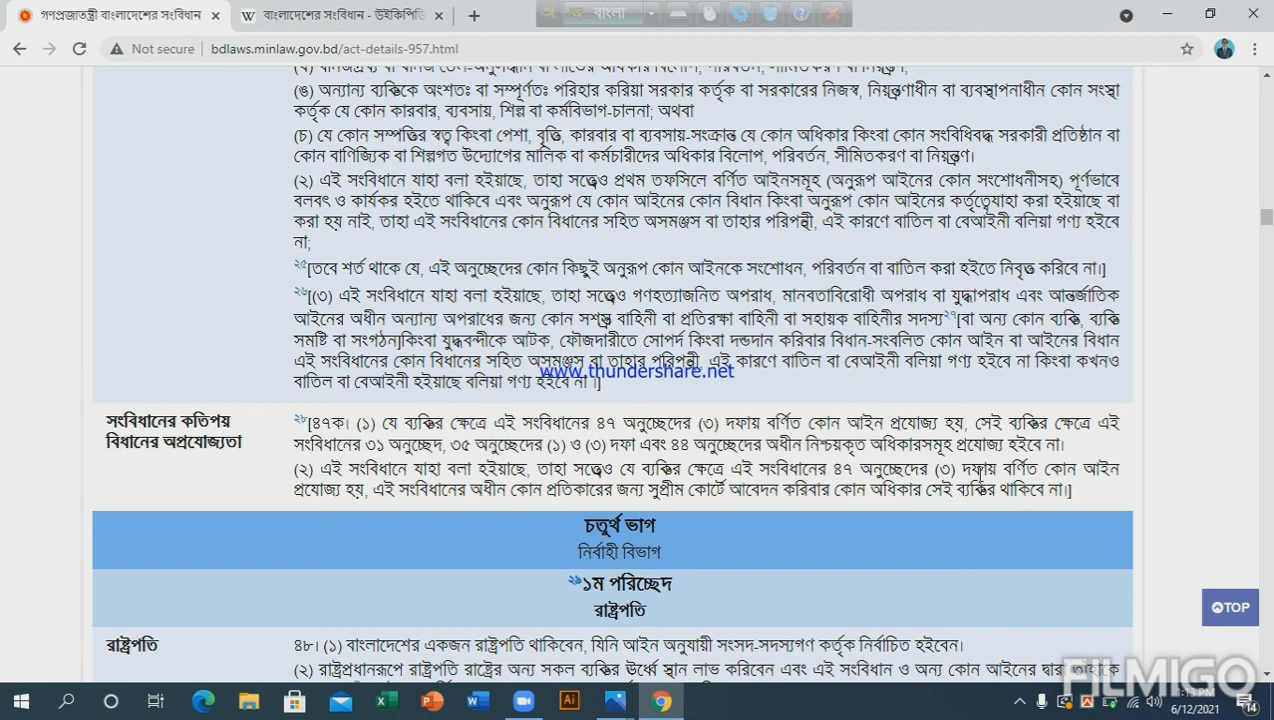 গণপ্রজাতন্ত্রী বাংলাদেশের সংবিধান
বাংলাদেশের সংবিধান - উইকিপিডি
বাংলা
Not secure | bdlaws.minlaw.gov.bd/act-details-957.html
(ঙ) অন্যান্য ব্যক্তিকে অংশতঃ বা সম্পূর্ণতঃ পরিহার করিয়া সরকার কর্তৃক বা সরকারের নিজস্ব, নিয়ন্ত্রণাধীন বা ব্যবস্থাপনাধীন কোন সংস্থা
কর্তৃক যে কোন কারবার, ব্যবসায়, শিল্প বা কর্মবিভাগ-চালনা; অথবা
(চ) যে কোন সম্পত্তির স্বত্ব কিংবা পেশা, বৃত্তি, কারবার বা ব্যবসায়-সংক্রান্ত যে কোন অধিকার কিংবা কোন সংবিধিবদ্ধ সরকারী প্রতিষ্ঠান বা
কোন বাণিজ্যিক বা শিল্পগত উদ্যোগের মালিক বা কর্মচারীদের অধিকার বিলোপ, পরিবর্তন, সীমিতকরণ বা নিয়ন্ত্রণ।
(২) এই সংবিধানে যাহা বলা হইয়াছে, তাহা সত্ত্বেও প্রথম তফসিলে বর্ণিত আইনসমূহ (অনুরূপ আইনের কোন সংশোধনীসহ) পূর্ণভাবে
বলবৎ ও কার্যকর হইতে থাকিবে এবং অনুরূপ যে কোন আইনের কোন বিধান কিংবা অনুরূপ কোন আইনের কর্তৃত্বেযাহা করা হইয়াছে বা
করা হয় নাই, তাহা এই সংবিধানের কোন বিধানের সহিত অসমঞ্জস বা তাহার পরিপন্থী, এই কারণে বাতিল বা বেআইনী বলিয়া গণ্য হইবে
না;
২৫[তবে শর্ত থাকে যে, এই অনুচ্ছেদের কোন কিছুই অনুরূপ কোন আইনকে সংশোধন, পরিবর্তন বা বাতিল করা হইতে নিবৃত্ত করিবে না।]
২৬[(৩) এই সংবিধানে যাহা বলা হইয়াছে, তাহা সত্ত্বেও গণহত্যাজনিত অপরাধ, মানবতাবিরোধী অপরাধ বা যুদ্ধাপরাধ এবং আন্তর্জাতিক
আইনের অধীন অন্যান্য অপরাধের জন্য কোন সশস্ত্র বাহিনী বা প্রতিরক্ষা বাহিনী বা সহায়ক বাহিনীর সদস্য২৭[বা অন্য কোন ব্যক্তি, ব্যক্তি
সমষ্টি বা সংগঠন]কিংবা যুদ্ধবন্দীকে আটক, ফৌজদারীতে সোপর্দ কিংবা দন্ডদান করিবার বিধান-সংবলিত কোন আইন বা আইনের বিধান
এই সংবিধানের কোন বিধানের সহিত অসমঞ্জস বা তাহার পরিপন্থী, এই কারণে বাতিল বা বেআইনী বলিয়া গণ্য হইবে না কিংবা কখনও
www.thundershare.net
বাতিল বা বেআইনী হইয়াছে বলিয়া গণ্য হইবে না ।]
সংবিধানের কতিপয়
বিধানের অপ্রযোজ্যতা
২৮[৪৭ক। (১) যে ব্যক্তির ক্ষেত্রে এই সংবিধানের ৪৭ অনুচ্ছেদের (৩) দফায় বর্ণিত কোন আইন প্রযোজ্য হয়, সেই ব্যক্তির ক্ষেত্রে এই
সংবিধানের ৩১ অনুচ্ছেদ, ৩৫ অনুচ্ছেদের (১) ও (৩) দফা এবং ৪৪ অনুচ্ছেদের অধীন নিশ্চয়কৃত অধিকারসমূহ প্রযোজ্য হইবে না।
(২) এই সংবিধানে যাহা বলা হইয়াছে, তাহা সত্ত্বেও যে ব্যক্তির ক্ষেত্রে এই সংবিধানের ৪৭ অনুচ্ছেদের (৩) দফায় বর্ণিত কোন আইন
প্রযোজ্য হয়, এই সংবিধানের অধীন কোন প্রতিকারের জন্য সুপ্রীম কোর্টে আবেদন করিবার কোন অধিকার সেই ব্যক্তির থাকিবে না।]
চতুর্থ ভাগ
নির্বাহী বিভাগ
২৯১ম পরিচ্ছেদ
রাষ্ট্রপতি
TOP
রাষ্ট্রপতি
৪৮। (১) বাংলাদেশের একজন রাষ্ট্রপতি থাকিবেন, যিনি আইন অনুযায়ী সংসদ-সদস্যগণ কর্তৃক নির্বাচিত হইবেন।
(২) রাষ্ট্রপ্রধানরূপে রাষ্ট্রপতি রাষ্ট্রের অন্য সকল ব্যক্তির ঊর্ধ্বে স্থান লাভ করিবেন এবং এই সংবিধান ও অন্য কোন আইনের দ্বারা তাঁহাকে
FILMIGO
6/12/2021
14